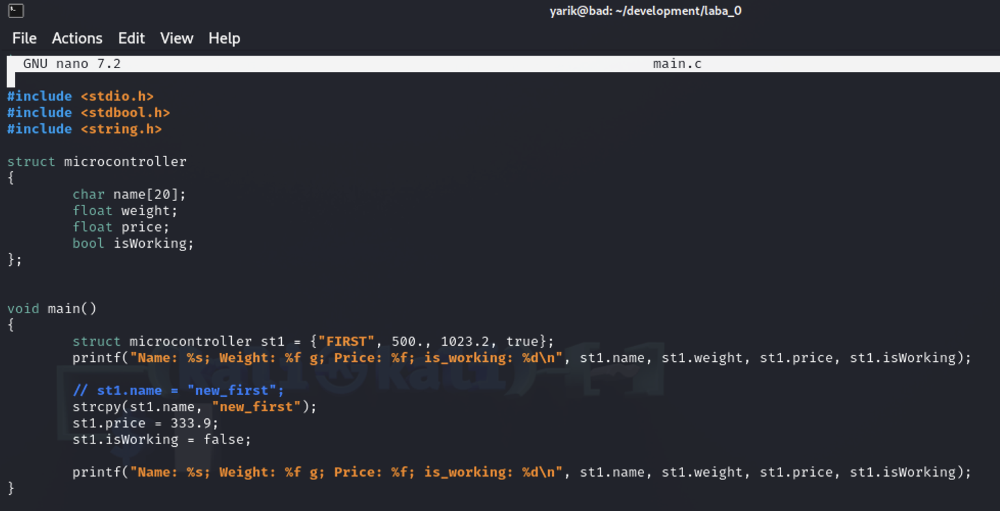 yarik@bad: ~/development/laba_0
File Actions Edit View Help
GNU nano 7.2 main.c
#include <stdio.h>
#include <stdbool.h>
#include <string.h>
struct microcontroller
{
char name[20];
float weight;
float price;
bool isWorking;
};
void main()
{
struct microcontroller st1 = {"FIRST", 500., 1023.2, true};
printf("Name: %s; Weight: %f g; Price: %f; is_working: %d\n", st1.name, st1.weight, st1.price, st1.isWorking);
// st1.name = "new_first";
strcpy(st1.name, "new_first");
st1.price = 333.9;
st1.isWorking = false;
printf("Name: %s; Weight: %f g; Price: %f; is_working: %d\n", st1.name, st1.weight, st1.price, st1.isWorking);
}